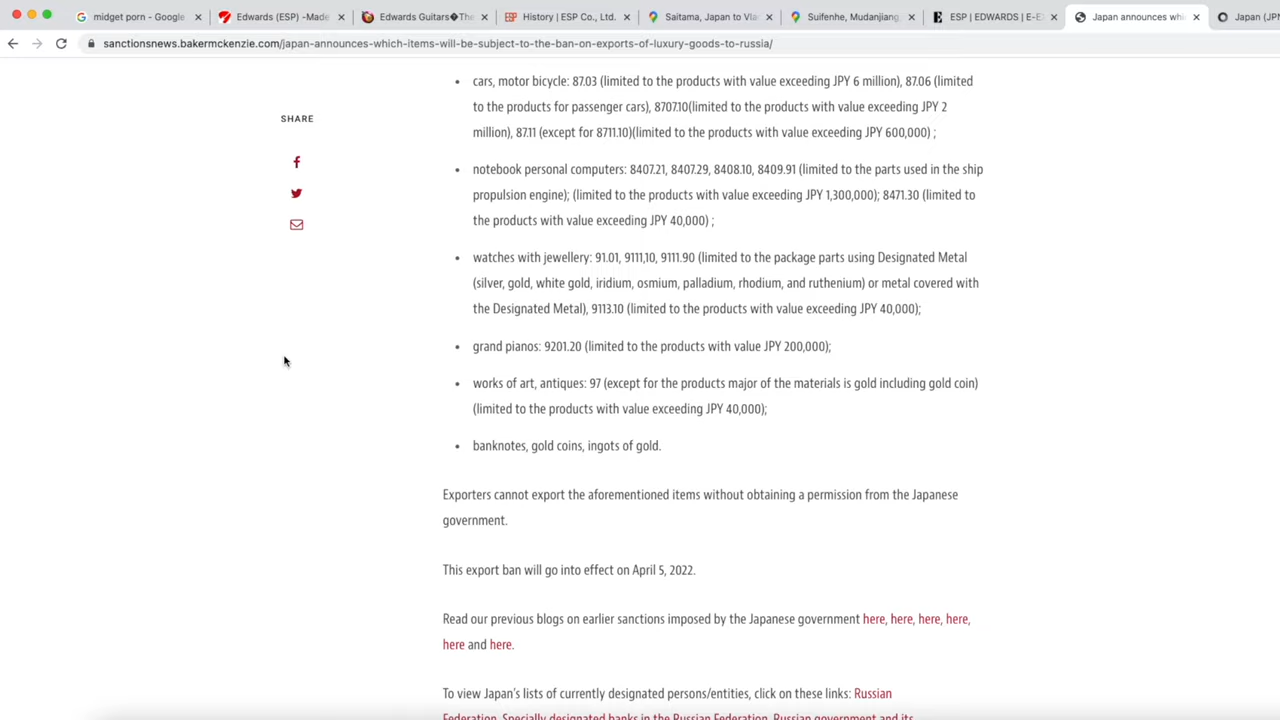 midget porn - Google
Edwards (ESP) -Made
Edwards Guitars�The
History | ESP Co., Ltd.
Saitama, Japan to Vla
Suifenhe, Mudanjiang,
ESP | EDWARDS | E-E
Japan announces whic
Japan (JP
sanctionsnews.bakermckenzie.com/japan-announces-which-items-will-be-subject-to-the-ban-on-exports-of-luxury-goods-to-russia/
SHARE
• cars, motor bicycle: 87.03 (limited to the products with value exceeding JPY 6 million), 87.06 (limited
to the products for passenger cars), 8707.10(limited to the products with value exceeding JPY 2
million), 87.11 (except for 8711.10)(limited to the products with value exceeding JPY 600,000) ;
• notebook personal computers: 8407.21, 8407.29, 8408.10, 8409.91 (limited to the parts used in the ship
propulsion engine); (limited to the products with value exceeding JPY 1,300,000); 8471.30 (limited to
the products with value exceeding JPY 40,000) ;
• watches with jewellery: 91.01, 9111,10, 9111.90 (limited to the package parts using Designated Metal
(silver, gold, white gold, iridium, osmium, palladium, rhodium, and ruthenium) or metal covered with
the Designated Metal), 9113.10 (limited to the products with value exceeding JPY 40,000);
• grand pianos: 9201.20 (limited to the products with value JPY 200,000);
• works of art, antiques: 97 (except for the products major of the materials is gold including gold coin)
(limited to the products with value exceeding JPY 40,000);
• banknotes, gold coins, ingots of gold.
Exporters cannot export the aforementioned items without obtaining a permission from the Japanese
government.
This export ban will go into effect on April 5, 2022.
Read our previous blogs on earlier sanctions imposed by the Japanese government here, here, here, here,
here and here.
To view Japan's lists of currently designated persons/entities, click on these links: Russian
Federation, Specially designated banks in the Russian Federation, Russian government and its